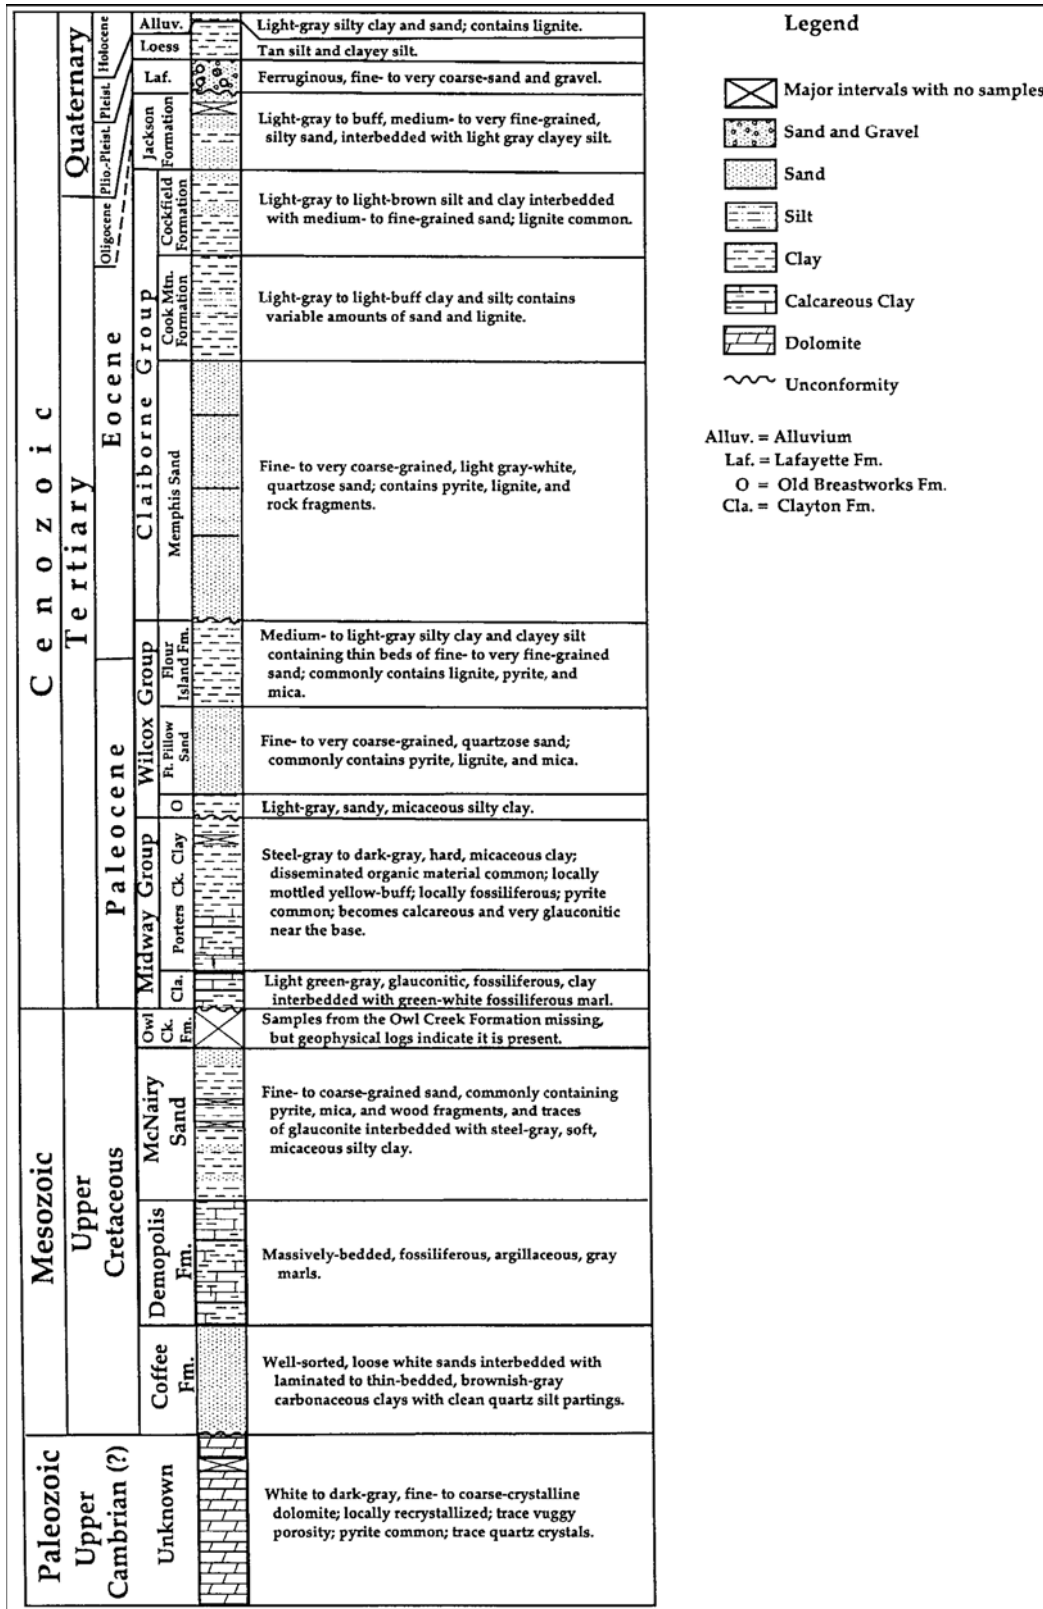 Cenozoic
Quaternary
Tertiary
Holocene
Pleist.
Plio.-Pleist.
Oligocene
Eocene
Paleocene
Alluv.
Light-gray silty clay and sand; contains lignite.
Loess
Tan silt and clayey silt.
Laf.
Ferruginous, fine- to very coarse-sand and gravel.
Jackson
Formation
Light-gray to buff, medium- to very fine-grained,
silty sand, interbedded with light gray clayey silt.
Claiborne Group
Cockfield
Formation
Light-gray to light-brown silt and clay interbedded
with medium- to fine-grained sand; lignite common.
Cook Mtn.
Formation
Light-gray to light-buff clay and silt; contains
variable amounts of sand and lignite.
Memphis Sand
Fine- to very coarse-grained, light gray-white,
quartzose sand; contains pyrite, lignite, and
rock fragments.
Wilcox Group
Flour
Island Fm.
Medium- to light-gray silty clay and clayey silt
containing thin beds of fine- to very fine-grained
sand; commonly contains lignite, pyrite, and
mica.
Ft. Pillow
Sand
Fine- to very coarse-grained, quartzose sand;
commonly contains pyrite, lignite, and mica.
O
Light-gray, sandy, micaceous silty clay.
Midway Group
Porters Ck. Clay
Steel-gray to dark-gray, hard, micaceous clay;
disseminated organic material common; locally
mottled yellow-buff; locally fossiliferous; pyrite
common; becomes calcareous and very glauconitic
near the base.
Cla.
Light green-gray, glauconitic, fossiliferous, clay
interbedded with green-white fossiliferous marl.
Mesozoic
Upper
Cretaceous
Owl
Ck.
Fm.
Samples from the Owl Creek Formation missing,
but geophysical logs indicate it is present.
McNairy
Sand
Fine- to coarse-grained sand, commonly containing
pyrite, mica, and wood fragments, and traces
of glauconite interbedded with steel-gray, soft,
micaceous silty clay.
Demopolis
Fm.
Massively-bedded, fossiliferous, argillaceous, gray
marls.
Coffee
Fm.
Well-sorted, loose white sands interbedded with
laminated to thin-bedded, brownish-gray
carbonaceous clays with clean quartz silt partings.
Paleozoic
Upper
Cambrian (?)
Unknown
White to dark-gray, fine- to coarse-crystalline
dolomite; locally recrystallized; trace vuggy
porosity; pyrite common; trace quartz crystals.
Legend
Major intervals with no samples
Sand and Gravel
Sand
Silt
Clay
Calcareous Clay
Dolomite
Unconformity
Alluv. = Alluvium
Laf. = Lafayette Fm.
O = Old Breastworks Fm.
Cla. = Clayton Fm.